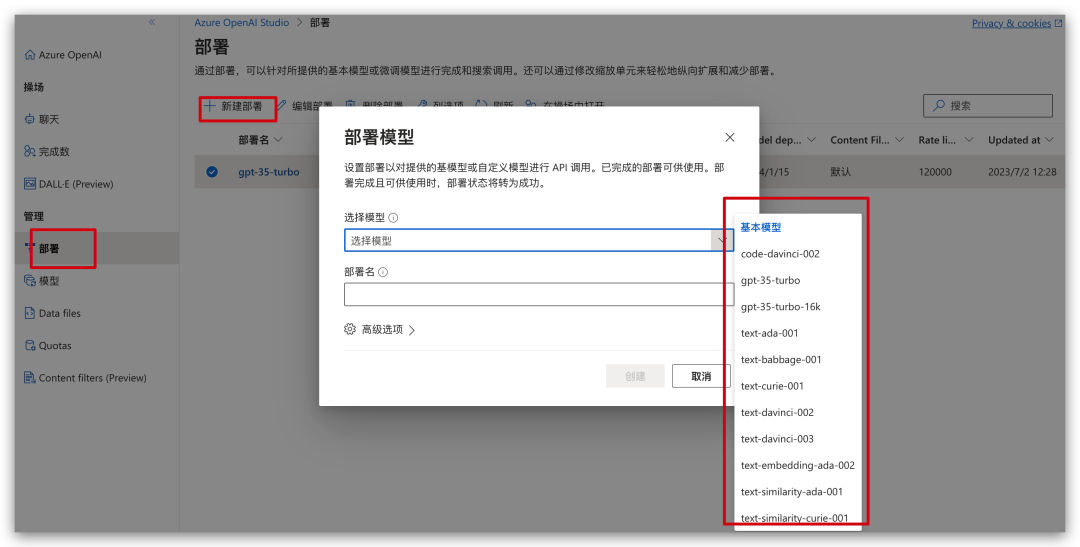 Azure OpenAI Studio > 部署
Privacy & cookies
Azure OpenAI
操场
聊天
完成数
DALL·E (Preview)
管理
部署
模型
Data files
Quotas
Content filters (Preview)
部署
通过部署，可以针对所提供的基本模型或微调模型进行完成和搜索调用。还可以通过修改缩放单元来轻松地纵向扩展和减少部署。
新建部署 编辑部署 删除部署 列选项 刷新 在操场中打开
搜索
部署名 del dep... Content Fil... Rate li... Updated at
gpt-35-turbo 4/1/15 默认 120000 2023/7/2 12:28
部署模型
设置部署以对提供的基模型或自定义模型进行 API 调用。已完成的部署可供使用。部
署完成且可供使用时，部署状态将转为成功。
选择模型
选择模型
部署名
高级选项
创建 取消
基本模型
code-davinci-002
gpt-35-turbo
gpt-35-turbo-16k
text-ada-001
text-babbage-001
text-curie-001
text-davinci-002
text-davinci-003
text-embedding-ada-002
text-similarity-ada-001
text-similarity-curie-001